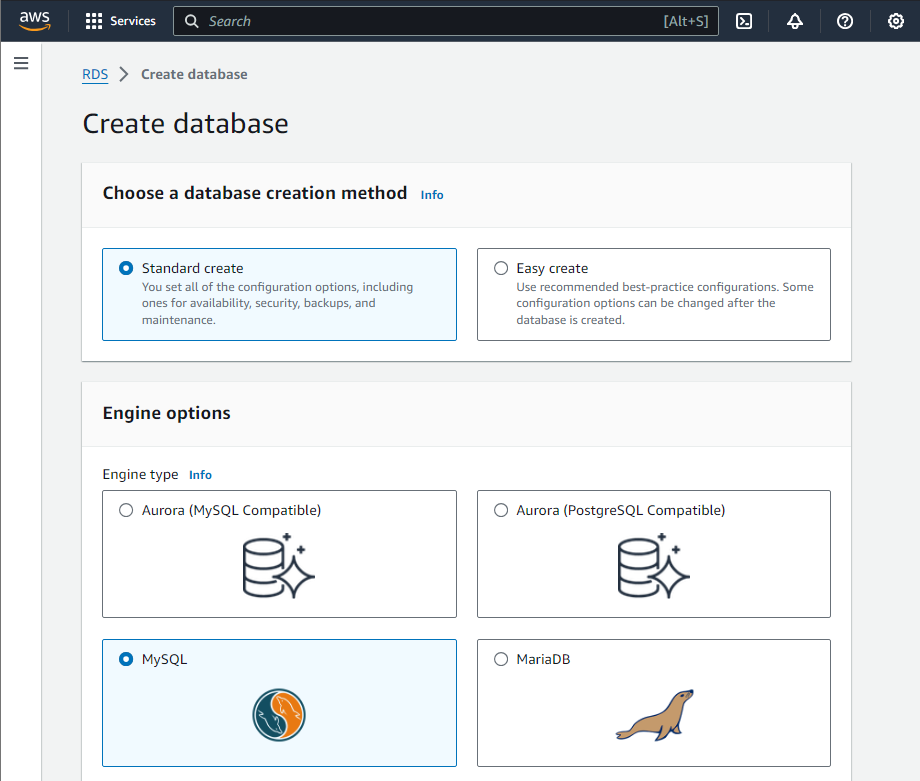 aws Services Search [Alt+S]
RDS Create database
Create database
Choose a database creation method Info
Standard create
You set all of the configuration options, including
ones for availability, security, backups, and
maintenance.
Easy create
Use recommended best-practice configurations. Some
configuration options can be changed after the
database is created.
Engine options
Engine type Info
Aurora (MySQL Compatible)
Aurora (PostgreSQL Compatible)
MySQL
MariaDB